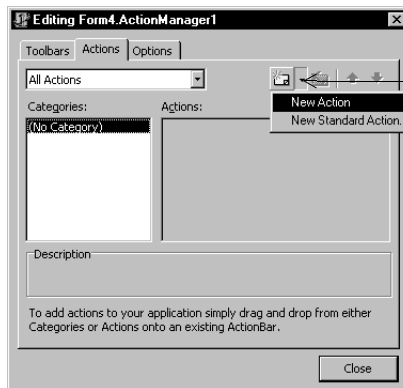 Editing Form4.ActionManager1
Toolbars Actions Options
All Actions
New Action
New Standard Action.
Categories: Actions:
(No Category)
Description
To add actions to your application simply drag and drop from either
Categories or Actions onto an existing ActionBar.
Close